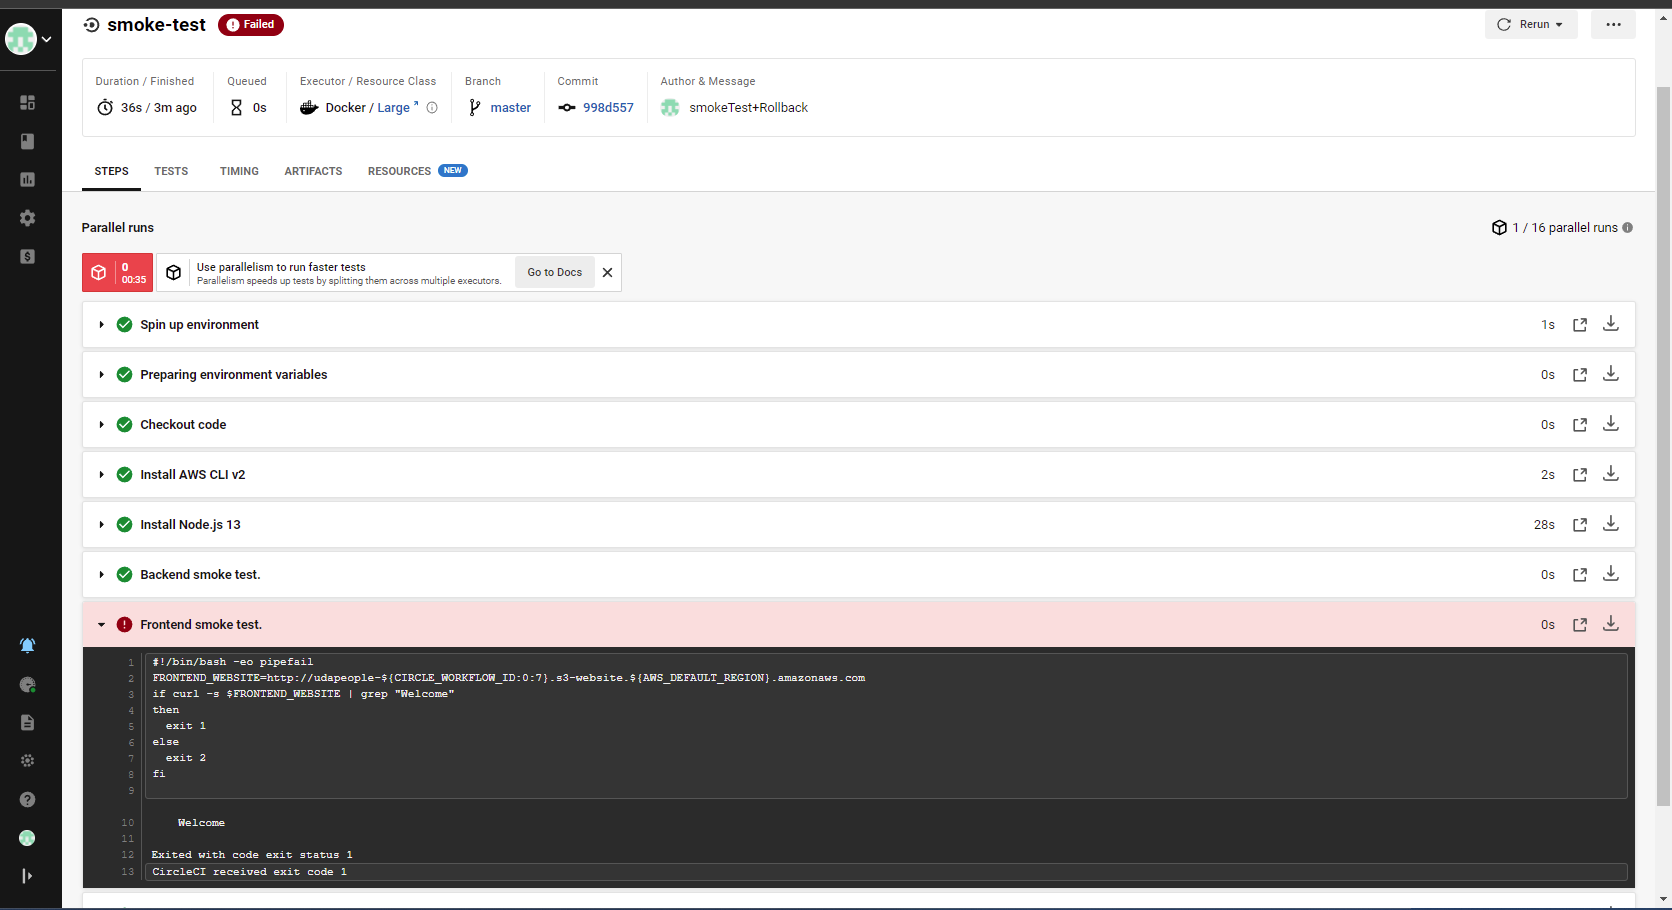 smoke-test
Failed
Rerun
Duration / Finished
36s / 3m ago
Queued
0s
Executor / Resource Class
Docker / Large
Branch
master
Commit
998d557
Author & Message
smokeTest+Rollback
STEPS
TESTS
TIMING
ARTIFACTS
RESOURCES NEW
Parallel runs
1 / 16 parallel runs
0
00:35
Use parallelism to run faster tests
Parallelism speeds up tests by splitting them across multiple executors.
Go to Docs
Spin up environment 1s
Preparing environment variables 0s
Checkout code 0s
Install AWS CLI v2 2s
Install Node.js 13 28s
Backend smoke test. 0s
Frontend smoke test. 0s
1 #!/bin/bash -eo pipefail
2 FRONTEND_WEBSITE=http://udapeople-${CIRCLE_WORKFLOW_ID:0:7}.s3-website.${AWS_DEFAULT_REGION}.amazonaws.com
3 if curl -s $FRONTEND_WEBSITE | grep "Welcome"
4 then
5 exit 1
6 else
7 exit 2
8 fi
9
10 Welcome
11
12 Exited with code exit status 1
13 CircleCI received exit code 1